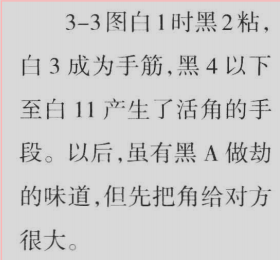 3-3图白1时黑2粘,
白3成为手筋,黑4以下
至白11产生了活角的手
段。以后,虽有黑A做劫
的味道,但先把角给对方
很大。